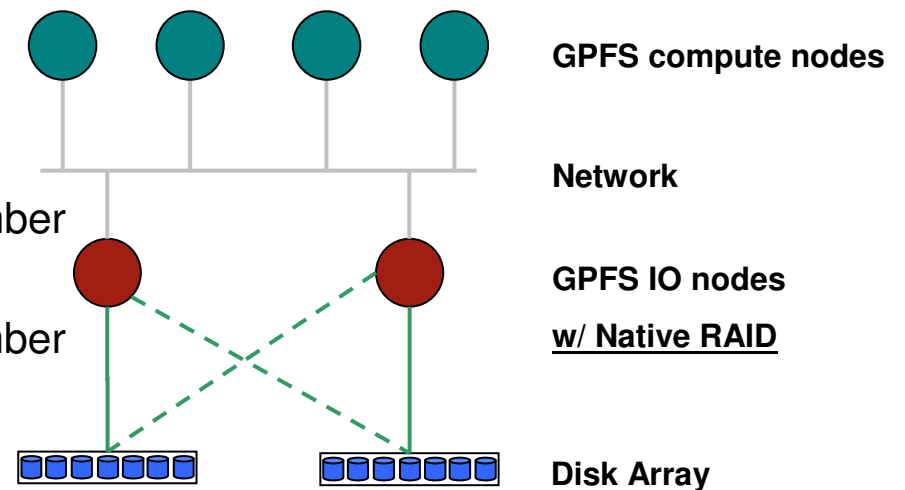 GPFS compute nodes
Network
GPFS IO nodes
w/ Native RAID
Disk Array